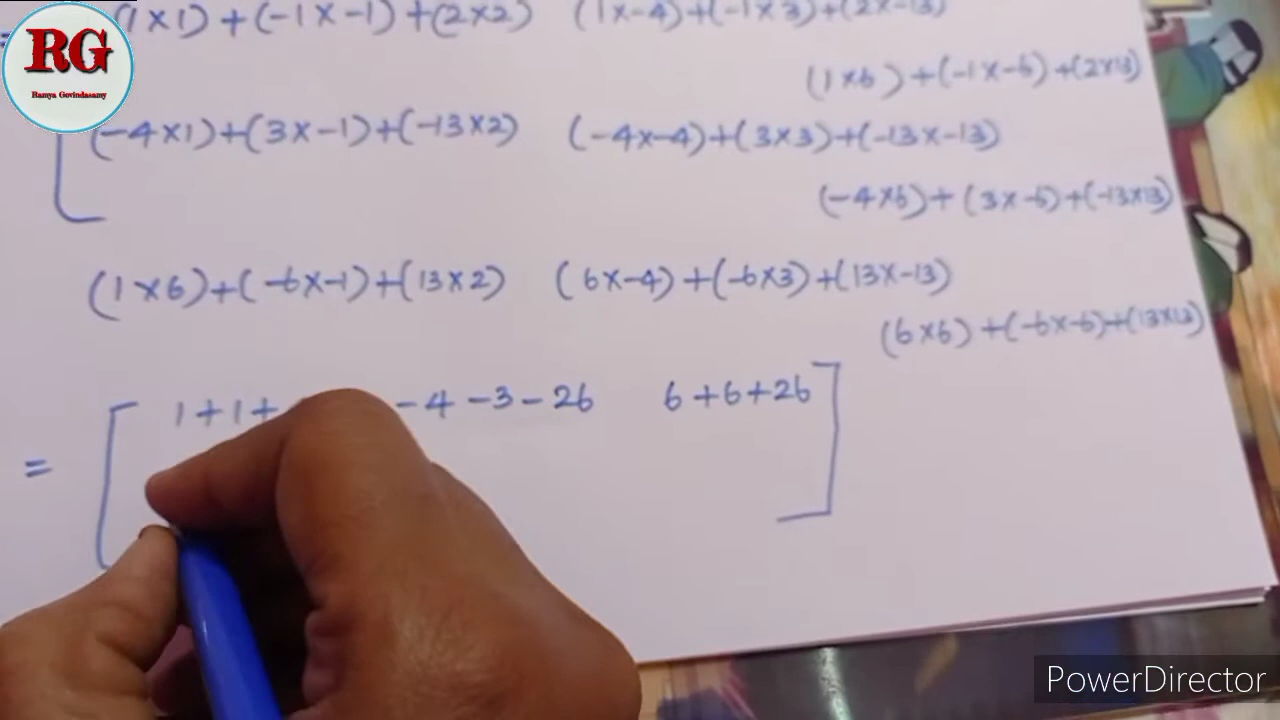 (1×1)+(-1×-1)+(2×2) (1×-4)+(-1×3)+(2×-13)
RG
Ramya Govindasamy
(1×6)+(-1×-6)+(2×13)
(-4×1)+(3×-1)+(-13×2) (-4×-4)+(3×3)+(-13×-13)
(-4×6)+(3×-6)+(-13×13)
(1×6)+(-6×-1)+(13×2) (6×-4)+(-6×3)+(13×-13)
(6×6)+(-6×-6)+(13×13)
= [ 1+1+ -4-3-26 6+6+26 ]
PowerDirector